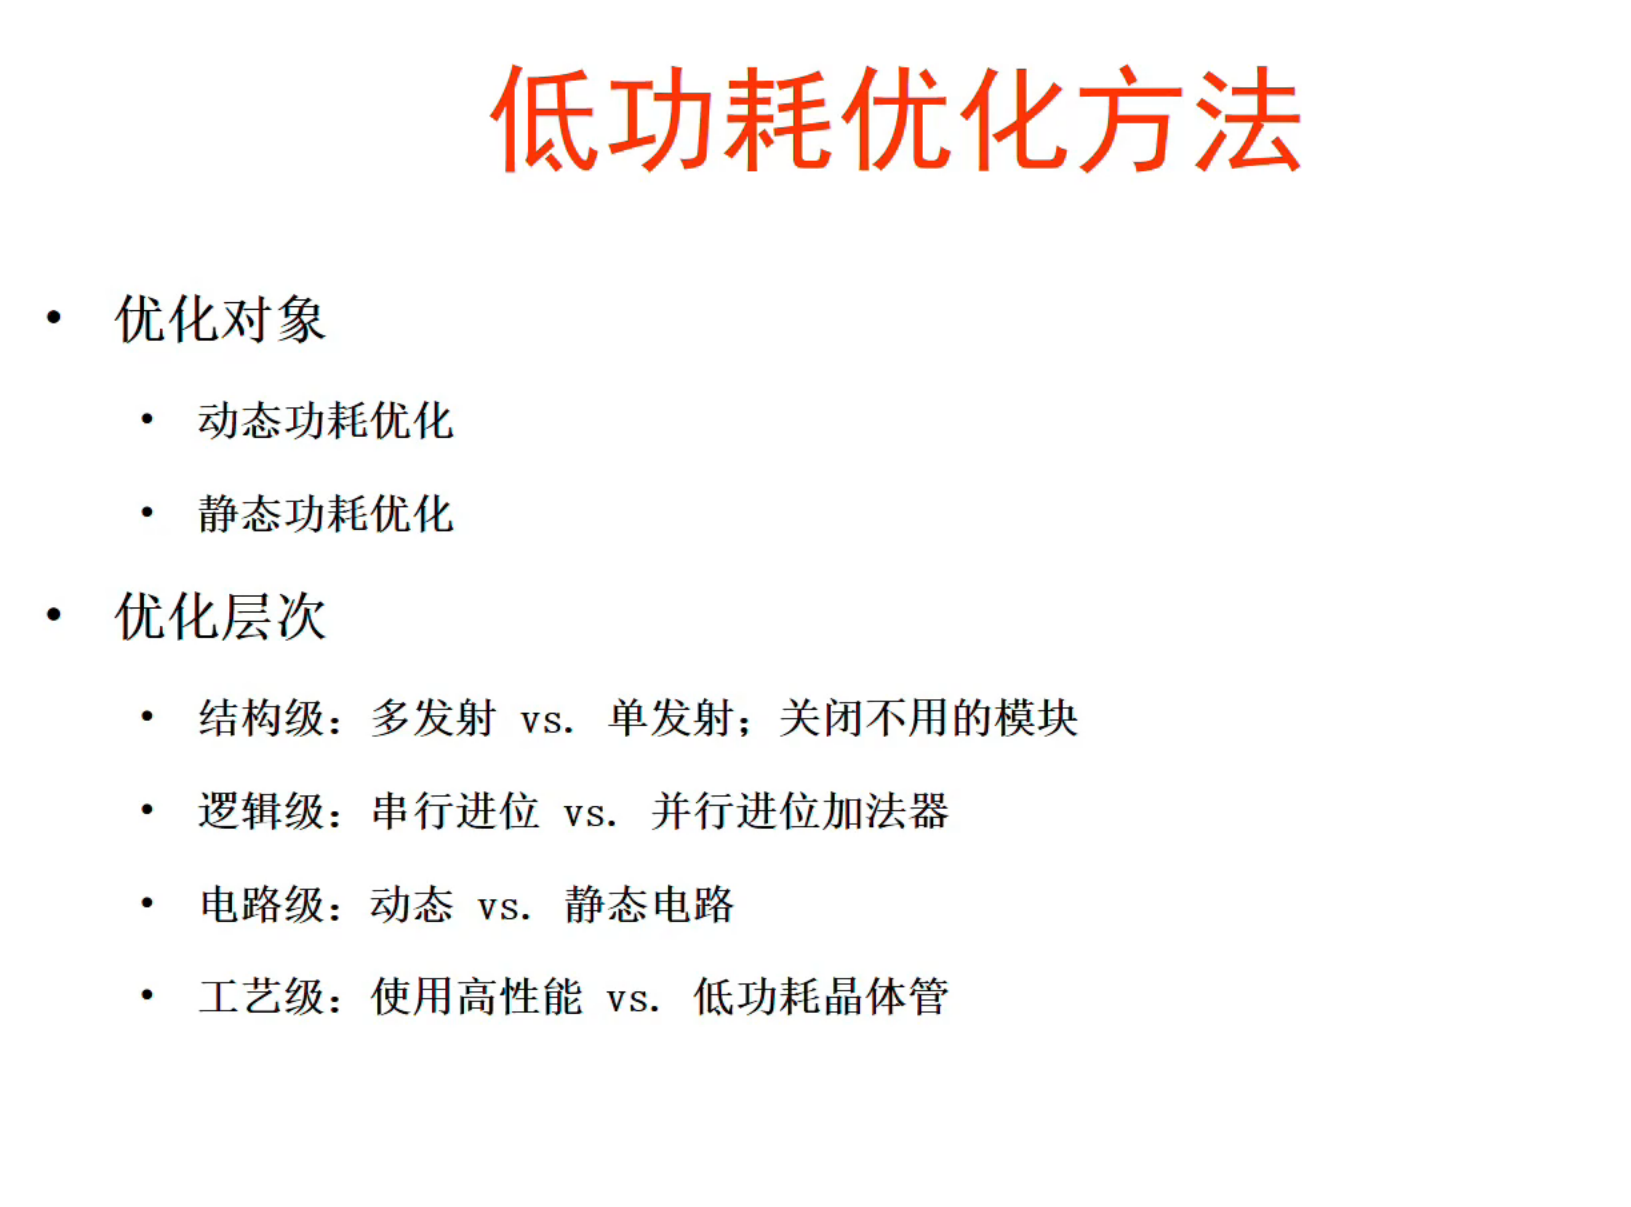 低功耗优化方法
• 优化对象
• 动态功耗优化
• 静态功耗优化
• 优化层次
• 结构级：多发射 vs. 单发射；关闭不用的模块
• 逻辑级：串行进位 vs. 并行进位加法器
• 电路级：动态 vs. 静态电路
• 工艺级：使用高性能 vs. 低功耗晶体管